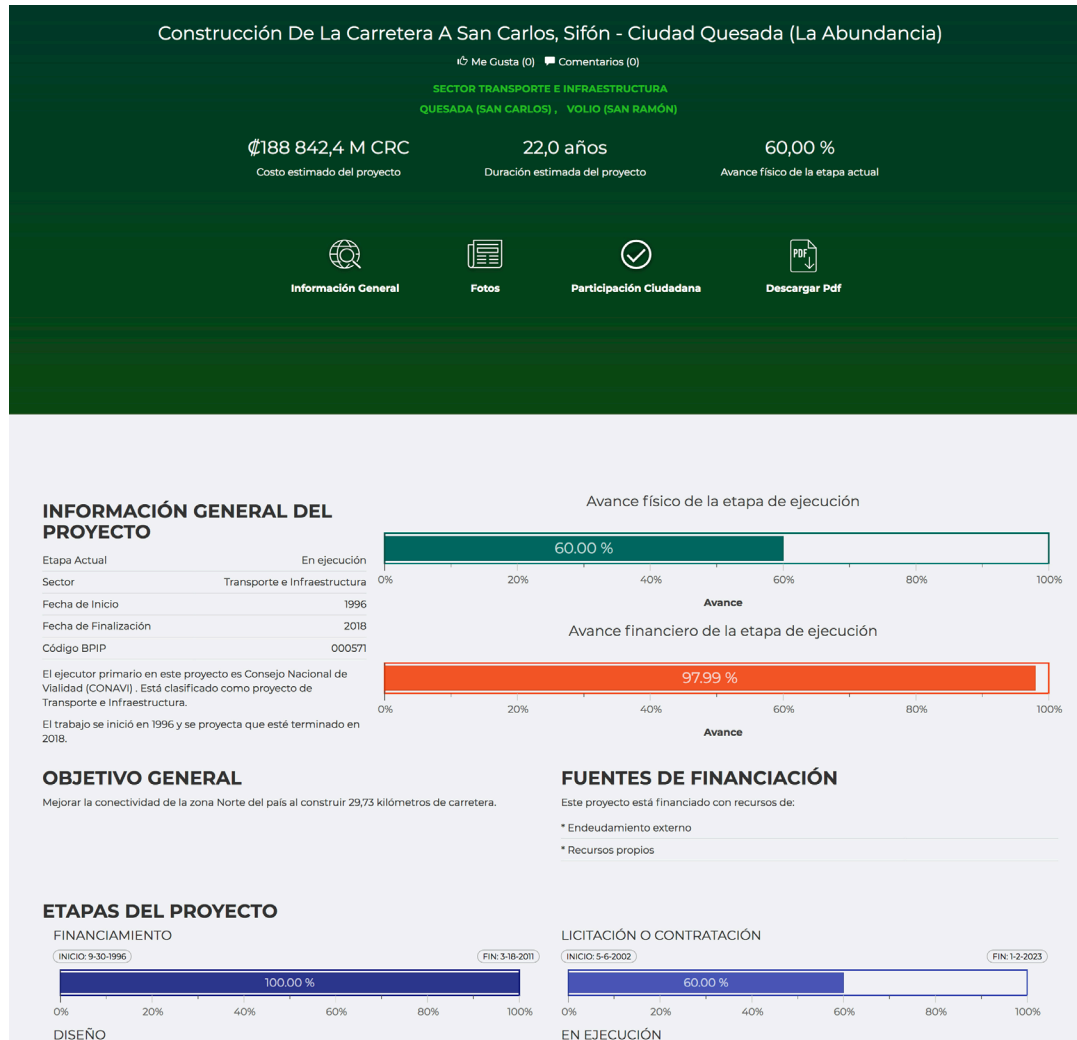 Construcción De La Carretera A San Carlos, Sifón - Ciudad Quesada (La Abundancia)
Me Gusta (0) Comentarios (0)
SECTOR TRANSPORTE E INFRAESTRUCTURA
QUESADA (SAN CARLOS) , VOLIO (SAN RAMÓN)
₡188 842,4 M CRC
Costo estimado del proyecto
22,0 años
Duración estimada del proyecto
60,00 %
Avance físico de la etapa actual
Información General
Fotos
Participación Ciudadana
PDF
Descargar Pdf
INFORMACIÓN GENERAL DEL
PROYECTO
Etapa Actual En ejecución
Sector Transporte e Infraestructura
Fecha de Inicio 1996
Fecha de Finalización 2018
Código BPIP 000571
El ejecutor primario en este proyecto es Consejo Nacional de
Vialidad (CONAVI) . Está clasificado como proyecto de
Transporte e Infraestructura.
El trabajo se inició en 1996 y se proyecta que esté terminado en
2018.
Avance físico de la etapa de ejecución
60.00 %
0% 20% 40% 60% 80% 100%
Avance
Avance financiero de la etapa de ejecución
97.99 %
0% 20% 40% 60% 80% 100%
Avance
OBJETIVO GENERAL
Mejorar la conectividad de la zona Norte del país al construir 29,73 kilómetros de carretera.
FUENTES DE FINANCIACIÓN
Este proyecto está financiado con recursos de:
* Endeudamiento externo
* Recursos propios
ETAPAS DEL PROYECTO
FINANCIAMIENTO
INICIO: 9-30-1996 FIN: 3-18-2011
100.00 %
0% 20% 40% 60% 80% 100%
LICITACIÓN O CONTRATACIÓN
INICIO: 5-6-2002 FIN: 1-2-2023
60.00 %
0% 20% 40% 60% 80% 100%
DISEÑO
EN EJECUCIÓN